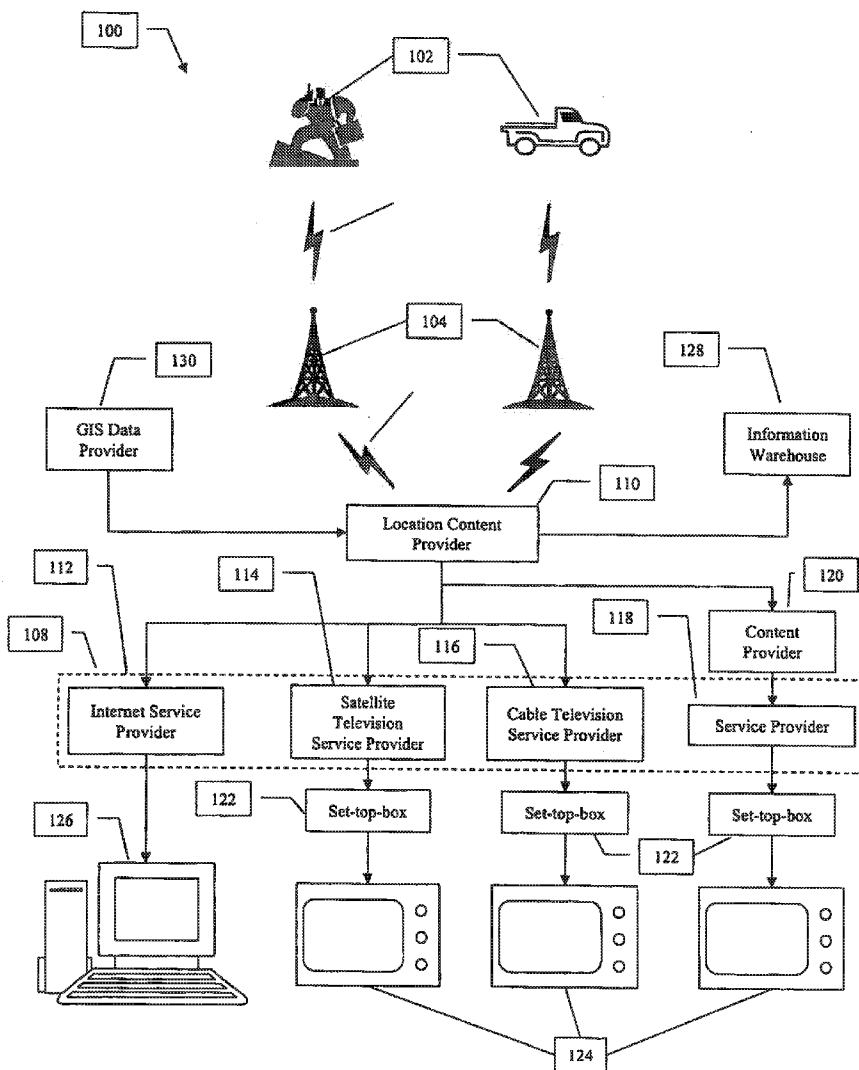 100
102
104
130
128
GIS Data
Provider
Information
Warehouse
110
Location Content
Provider
112
114
120
108
116
118
Content
Provider
Internet Service
Provider
Satellite
Television
Service Provider
Cable Television
Service Provider
Service Provider
122
126
Set-top-box
Set-top-box
Set-top-box
122
124